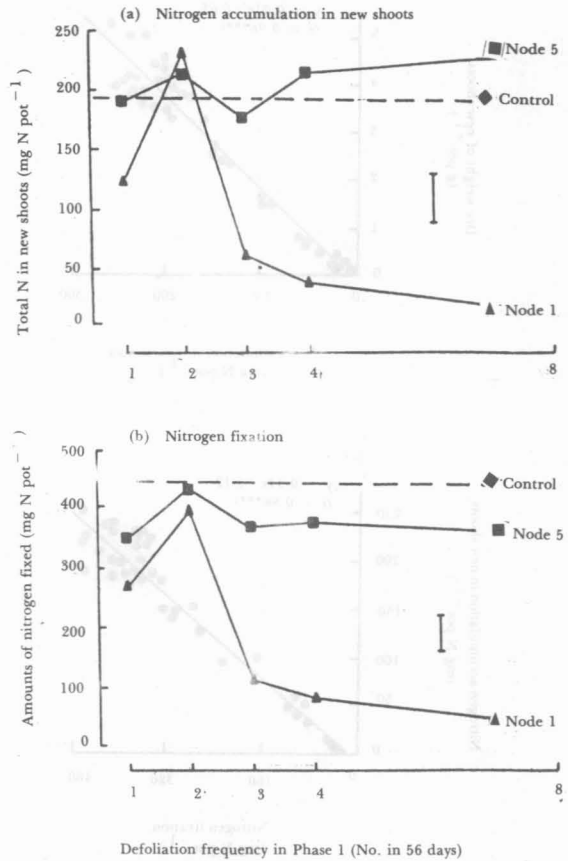 (a) Nitrogen accumulation in new shoots
Total N in new shoots (mg N pot⁻¹)
250
200
150
100
50
0
Node 5
Control
Node 1
1 2 3 4 8
(b) Nitrogen fixation
Amounts of nitrogen fixed (mg N pot⁻
500
400
300
200
100
0
Control
Node 5
Node 1
1 2 3 4 8
Defoliation frequency in Phase 1 (No. in 56 days)